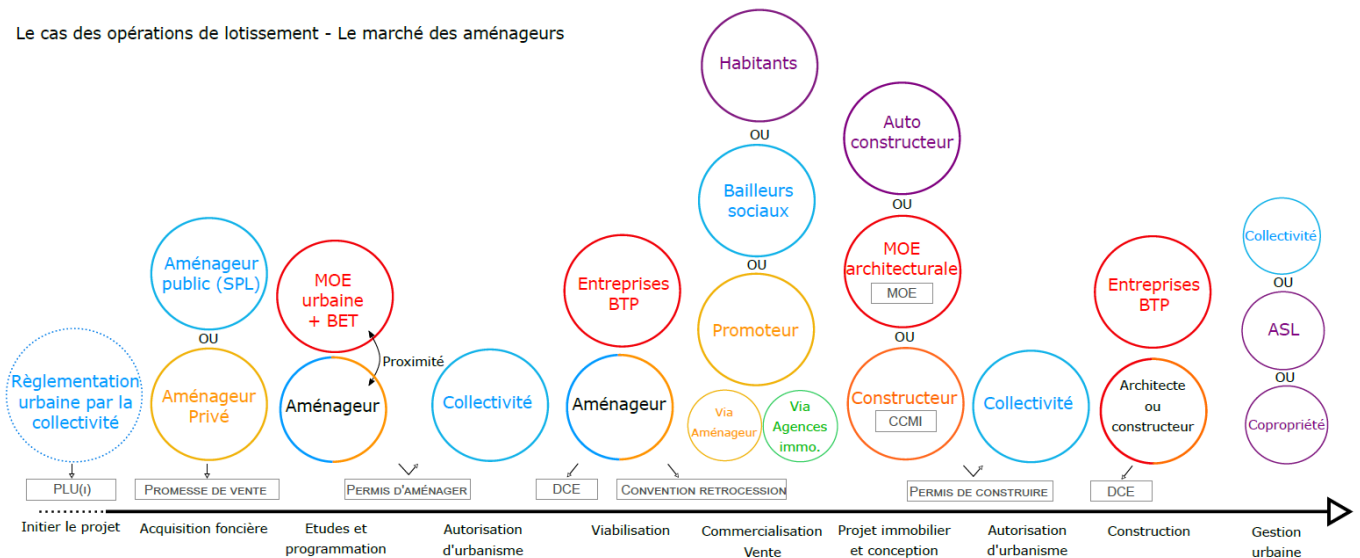 Le cas des opérations de lotissement - Le marché des aménageurs
Règlementation
urbaine par la
collectivité
PLU(I)
Initier le projet
Aménageur
public (SPL)
OU
Aménageur
Privé
PROMESSE DE VENTE
Acquisition foncière
MOE
urbaine
+ BET
Proximité
Aménageur
Etudes et
programmation
PERMIS D'AMÉNAGER
Collectivité
Autorisation
d'urbanisme
Entreprises
BTP
Aménageur
DCE
Viabilisation
CONVENTION RETROCESSION
Habitants
OU
Bailleurs
sociaux
OU
Promoteur
Via
Aménageur
Via
Agences
immo.
Commercialisation
Vente
Auto
constructeur
OU
MOE
architecturale
MOE
OU
Constructeur
CCMI
Projet immobilier
et conception
PERMIS DE CONSTRUIRE
Collectivité
Autorisation
d'urbanisme
Entreprises
BTP
Architecte
ou
constructeur
DCE
Construction
Collectivité
OU
ASL
OU
Copropriété
Gestion
urbaine